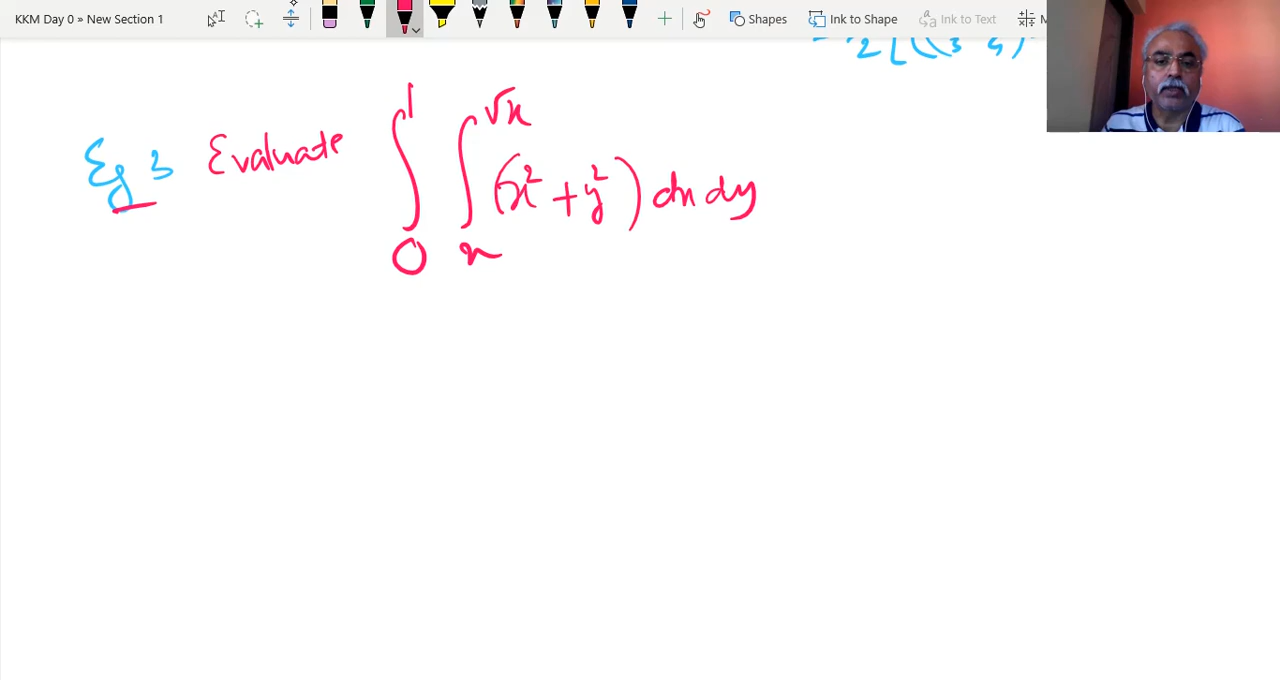 KKM Day 0 » New Section 1
Shapes Ink to Shape Ink to Text M
Eg 3 Evaluate ∫₀¹ ∫ₓ^√x (x² + y²) dx dy